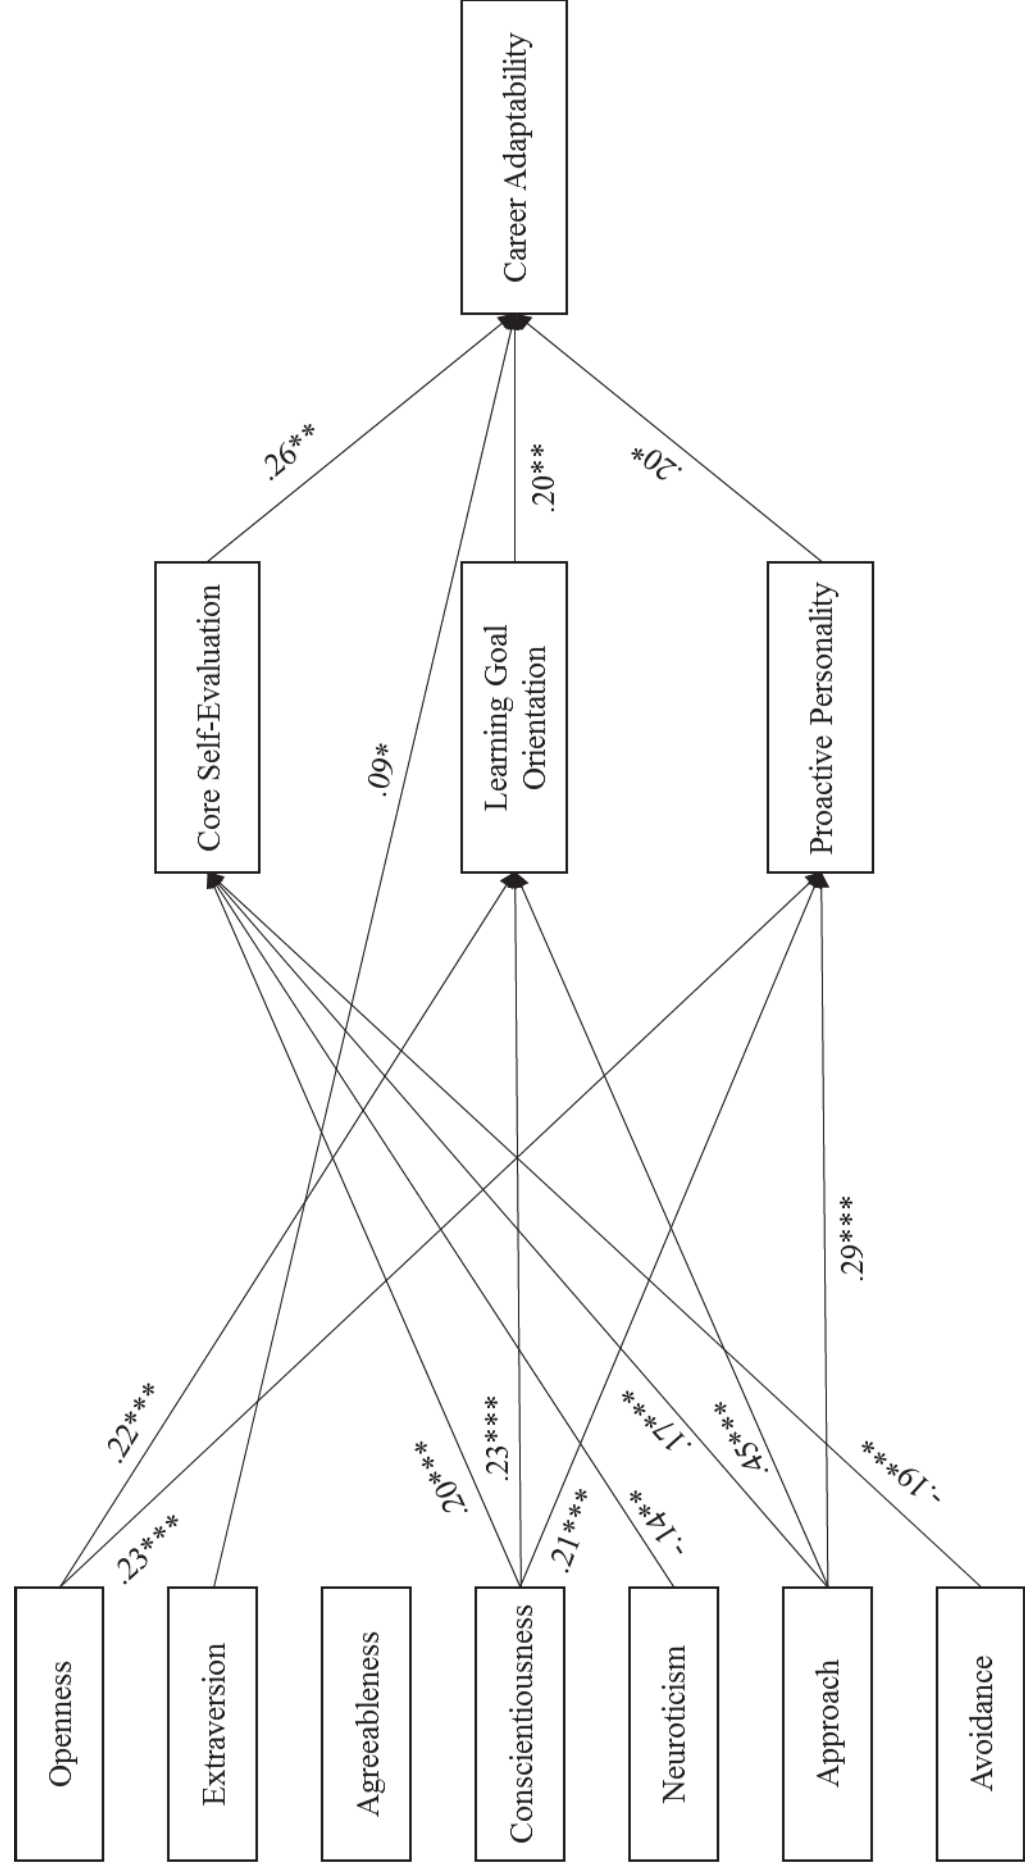 Openness
Extraversion
Agreeableness
Conscientiousness
Neuroticism
Approach
Avoidance
.22***
.23***
.20***
.23***
.21***
-.14**
.17***
.45***
.29***
-.19***
Core Self-Evaluation
.09*
Learning Goal
Orientation
Proactive Personality
.26**
.20**
.20*
Career Adaptability